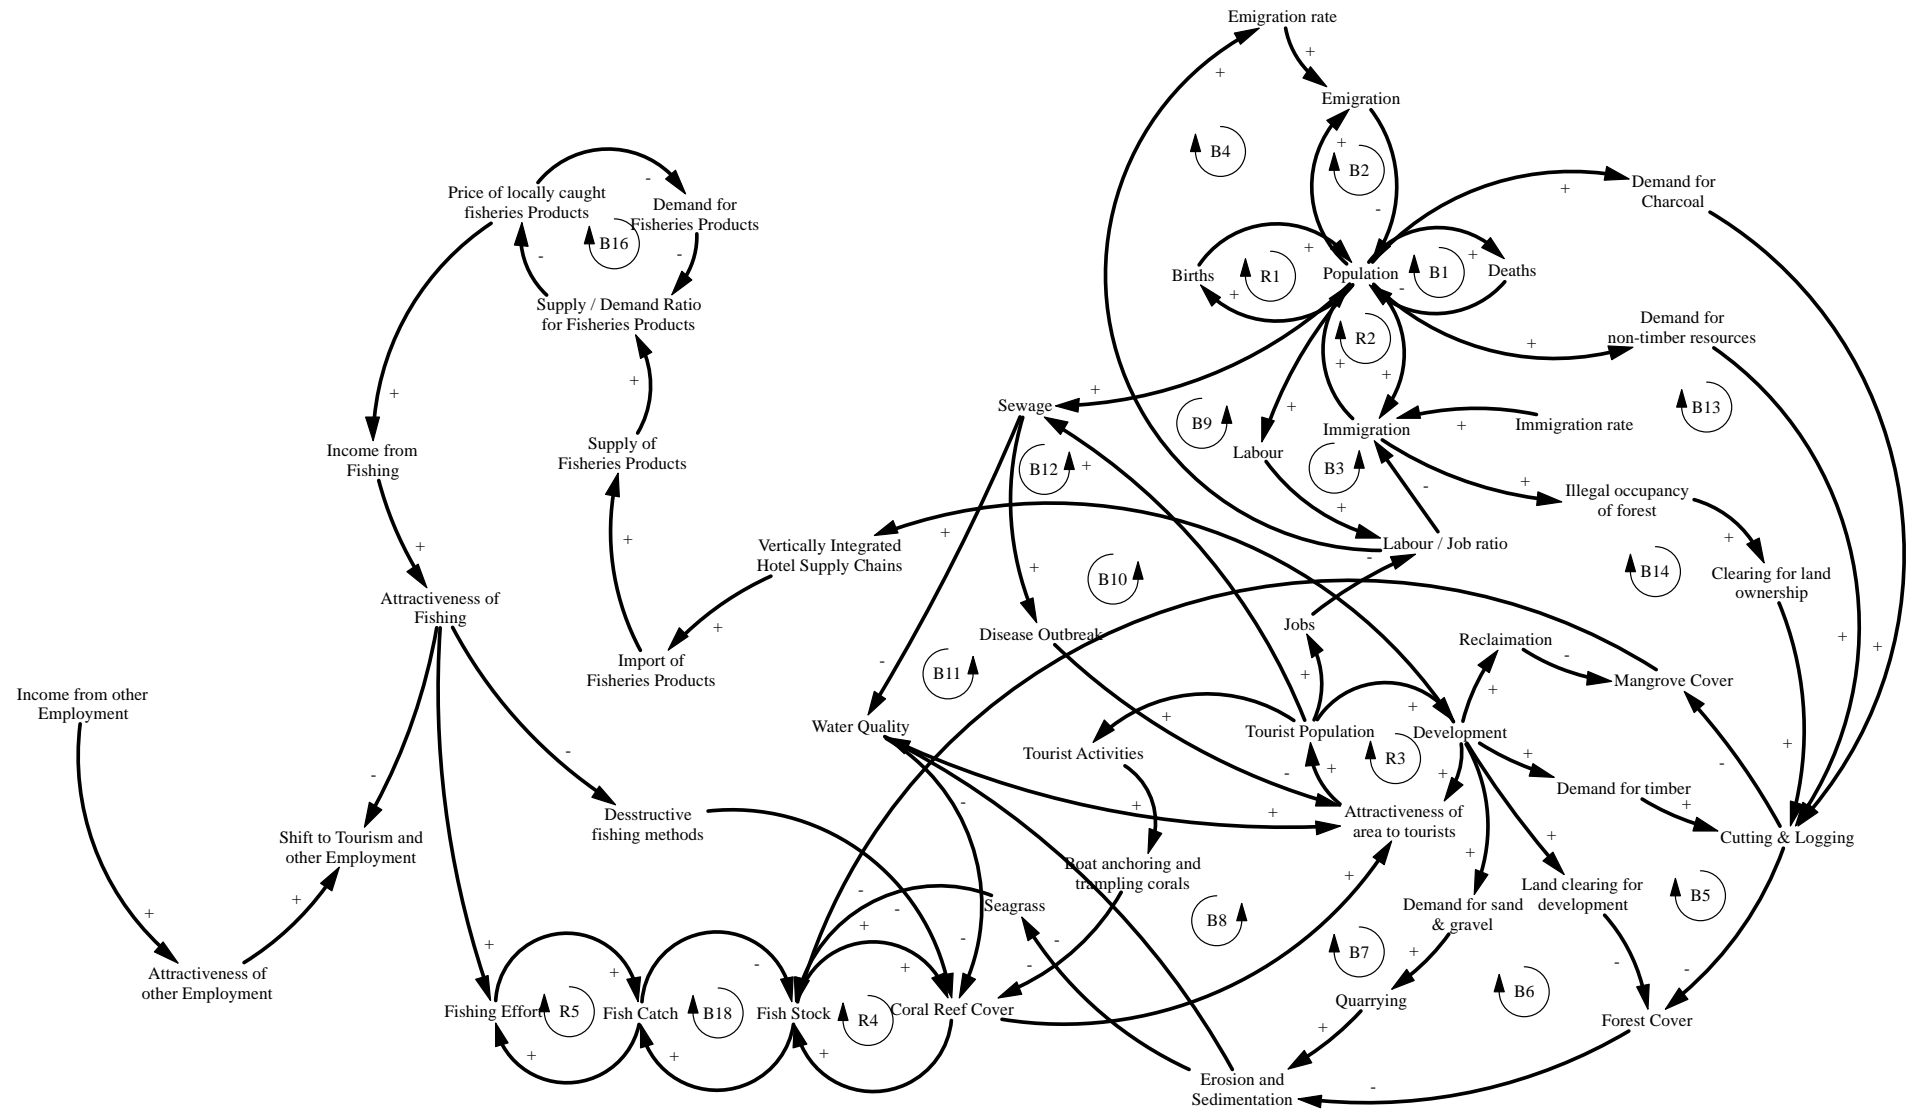 Emigration rate
+
+
Emigration
B4
+
B2
-
+
Demand for
Charcoal
Price of locally caught
fisheries Products
-
Demand for
Fisheries Products
B16
-
-
Supply / Demand Ratio
for Fisheries Products
Births
+
R1
+
Population
B1
+
-
Deaths
R2
+
+
+
Demand for
non-timber resources
B13
+
+
Sewage
B9
+
Labour
Immigration
+
Immigration rate
B3
-
+
Illegal occupancy
of forest
+
Labour / Job ratio
-
+
+
Income from
Fishing
+
Supply of
Fisheries Products
+
B12
+
+
Vertically Integrated
Hotel Supply Chains
+
B10
B14
+
Clearing for land
ownership
+
Attractiveness of
Fishing
+
Import of
Fisheries Products
Disease Outbreak
-
B11
Jobs
+
Reclaimation
-
+
Mangrove Cover
+
+
Income from other
Employment
Water Quality
Tourist Activities
+
Tourist Population
+
Development
R3
+
-
+
+
+
+
Demand for timber
+
-
+
Cutting & Logging
-
-
Desstructive
fishing methods
Shift to Tourism and
other Employment
-
Attractiveness of
area to tourists
+
+
+
Boat anchoring and
trampling corals
Seagrass
-
-
+
-
-
-
-
B8
+
Demand for sand
& gravel
+
Land clearing for
development
B5
B7
-
-
B6
+
+
Attractiveness of
other Employment
+
Fishing Effort
R5
+
+
Fish Catch
B18
-
+
Fish Stock
R4
+
+
Coral Reef Cover
Quarrying
+
Forest Cover
Erosion and
Sedimentation
-